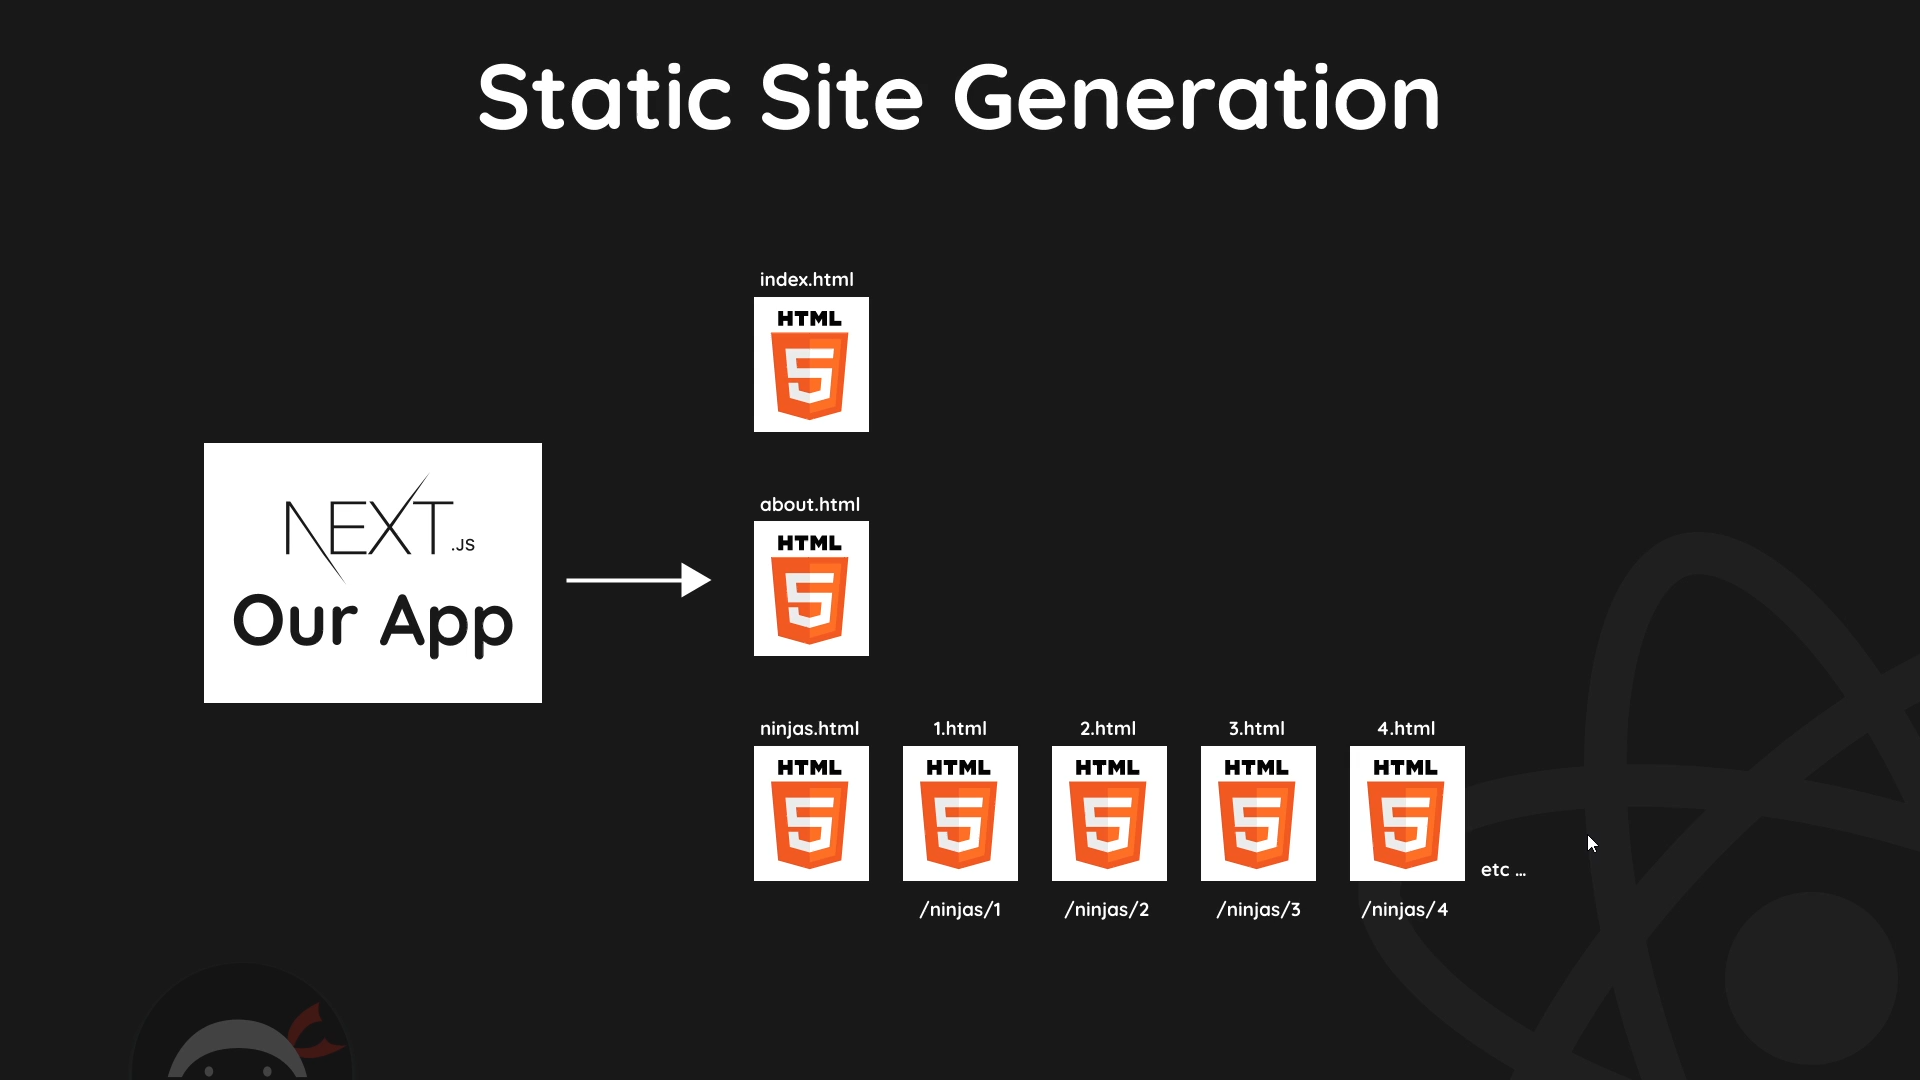 Static Site Generation
index.html
HTML
NEXT.JS
Our App
about.html
HTML
ninjas.html 1.html 2.html 3.html 4.html
HTML HTML HTML HTML HTML
etc ...
/ninjas/1 /ninjas/2 /ninjas/3 /ninjas/4